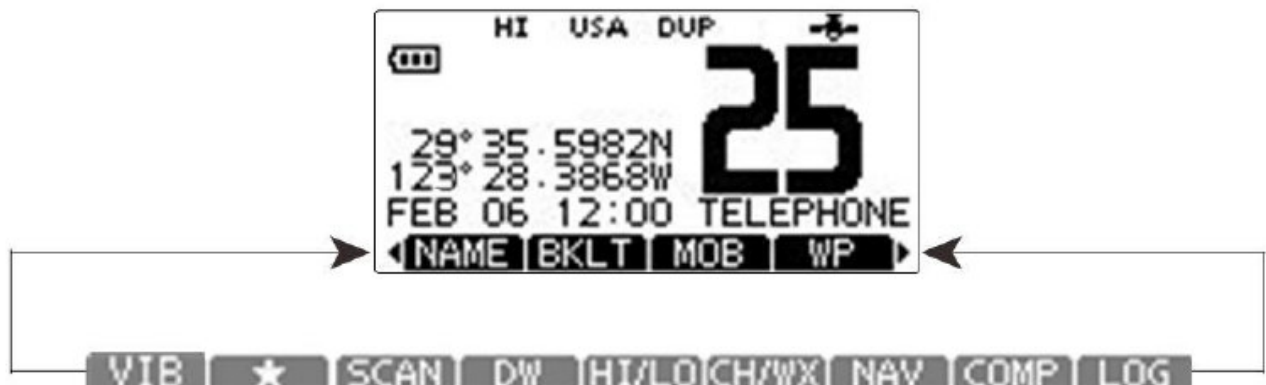 HI USA DUP
25
29°35.5982N
123°28.3868W
FEB 06 12:00 TELEPHONE
NAME BKLT MOB WP
VIB ★ SCAN DW HI/LO CH/WX NAV COMP LOG